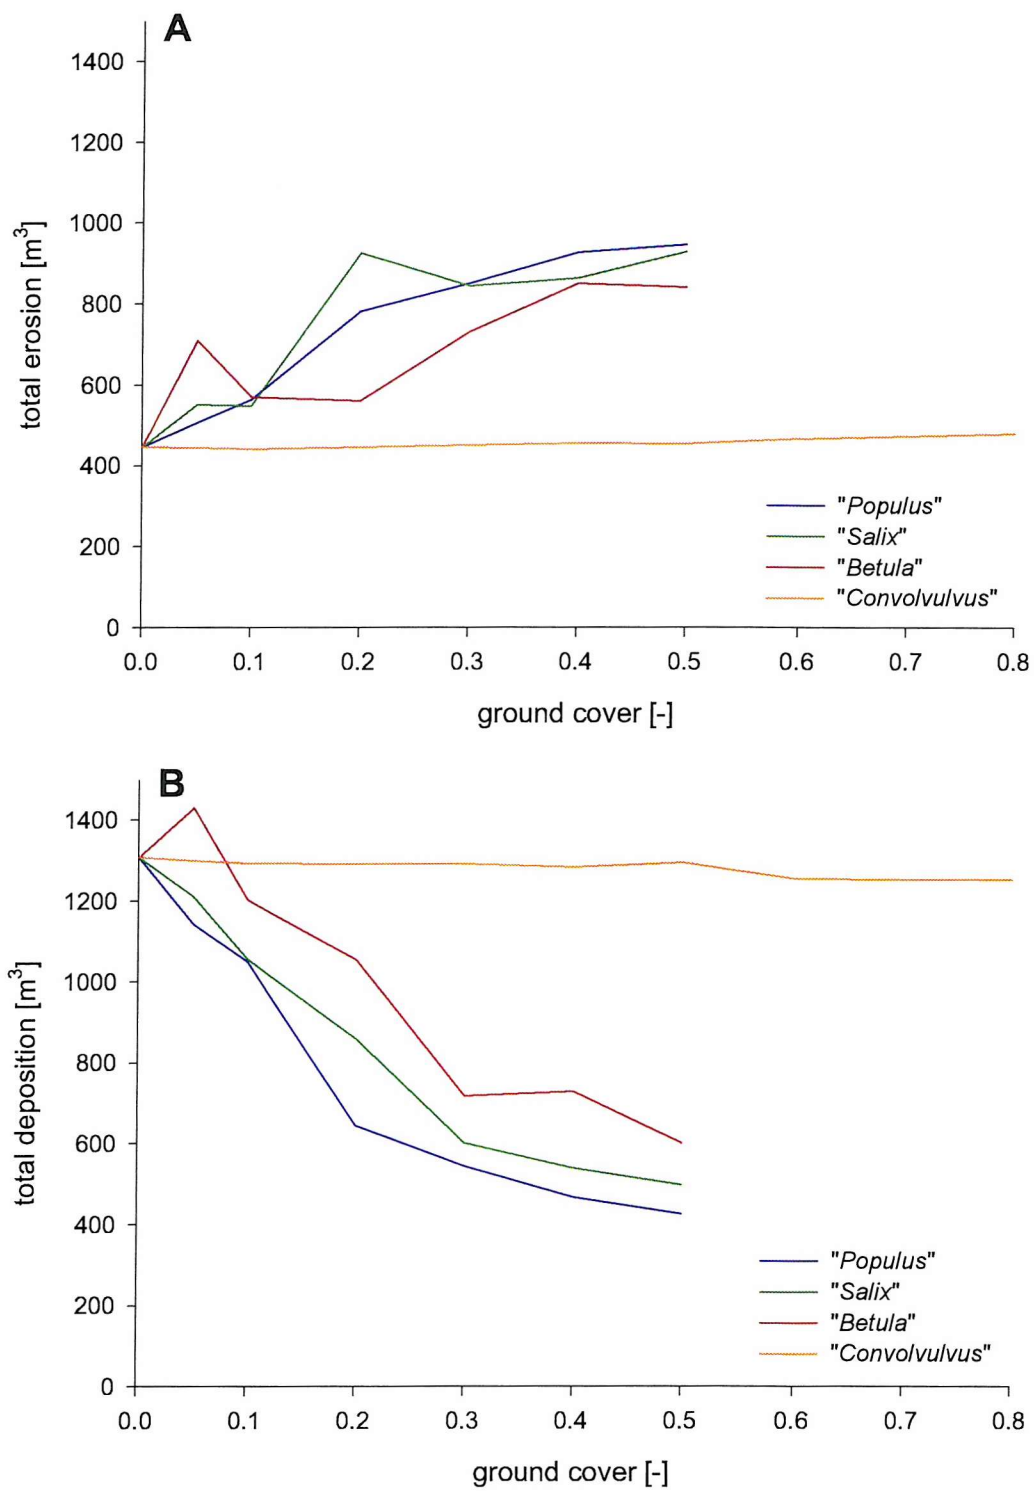 A
1400
1200
1000
800
600
400
200
0
total erosion [m³]
"Populus"
"Salix"
"Betula"
"Convolvulvus"
0.0 0.1 0.2 0.3 0.4 0.5 0.6 0.7 0.8
ground cover [-]
B
1400
1200
1000
800
600
400
200
0
total deposition [m³]
"Populus"
"Salix"
"Betula"
"Convolvulvus"
0.0 0.1 0.2 0.3 0.4 0.5 0.6 0.7 0.8
ground cover [-]